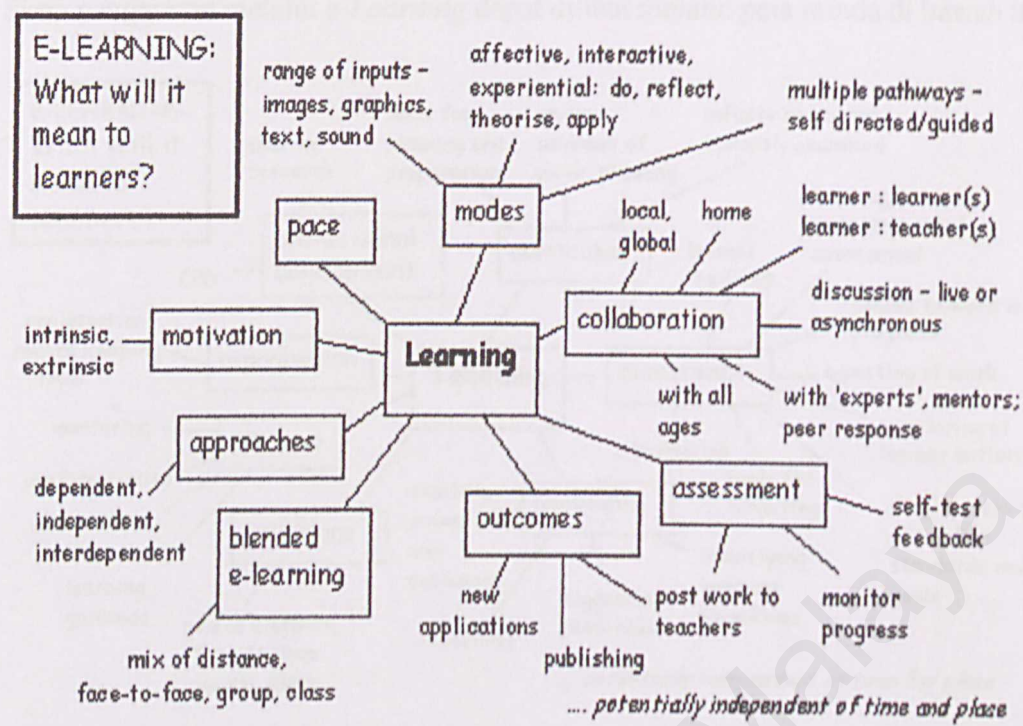 E-LEARNING:
What will it
mean to
learners?
range of inputs –
images, graphics,
text, sound
affective, interactive,
experiential: do, reflect,
theorise, apply
multiple pathways –
self directed/guided
pace
modes
local,
global
home
learner : learner(s)
learner : teacher(s)
intrinsic,
extrinsic
motivation
Learning
collaboration
discussion – live or
asynchronous
with all
ages
with 'experts', mentors;
peer response
approaches
dependent,
independent,
interdependent
blended
e-learning
outcomes
assessment
self-test
feedback
new
applications
publishing
post work to
teachers
monitor
progress
mix of distance,
face-to-face, group, class
.... potentially independent of time and place
Malaya